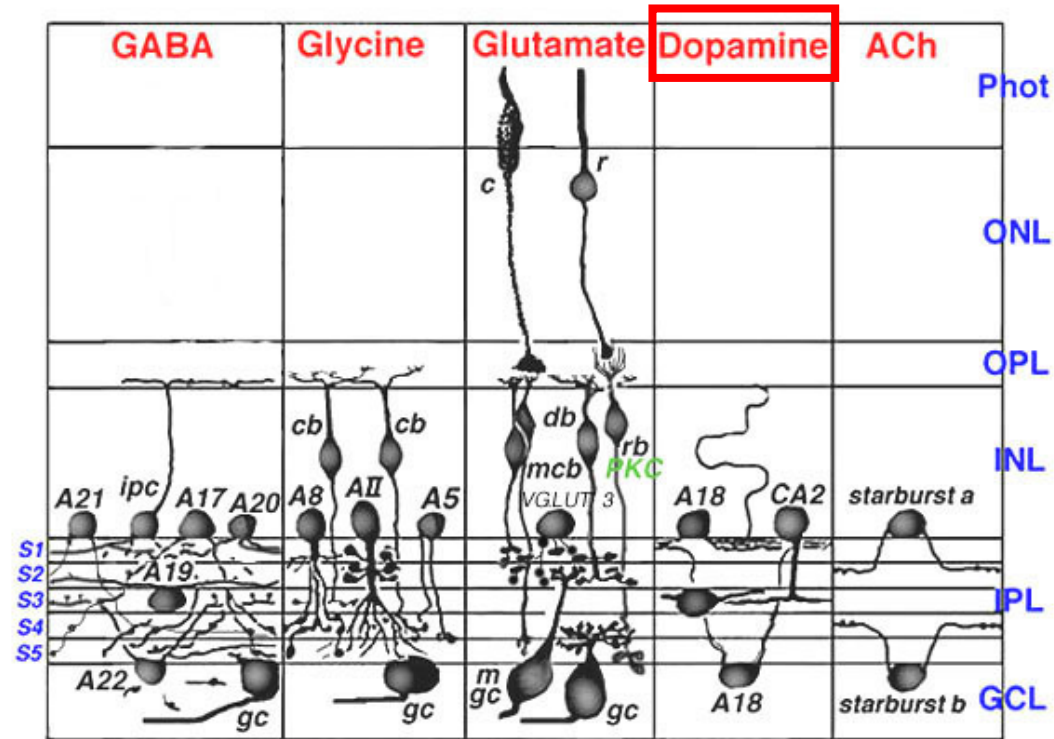 GABA Glycine Glutamate Dopamine ACh
Phot
c r
ONL
OPL
cb cb db rb
mcb PKC INL
A21 ipc A17 A20 A8 AII A5 VGLUT 3 A18 CA2 starburst a
S1
S2
A19
S3 IPL
S4
S5
A22 gc gc m gc gc A18 starburst b GCL